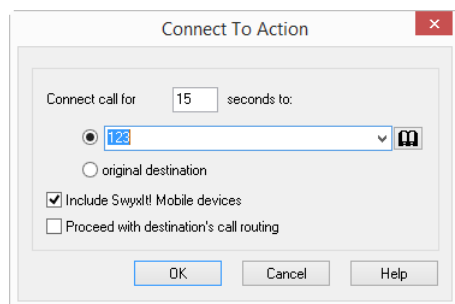 Connect To Action
Connect call for 15 seconds to:
123
original destination
Include SwyxIt! Mobile devices
Proceed with destination's call routing
OK Cancel Help